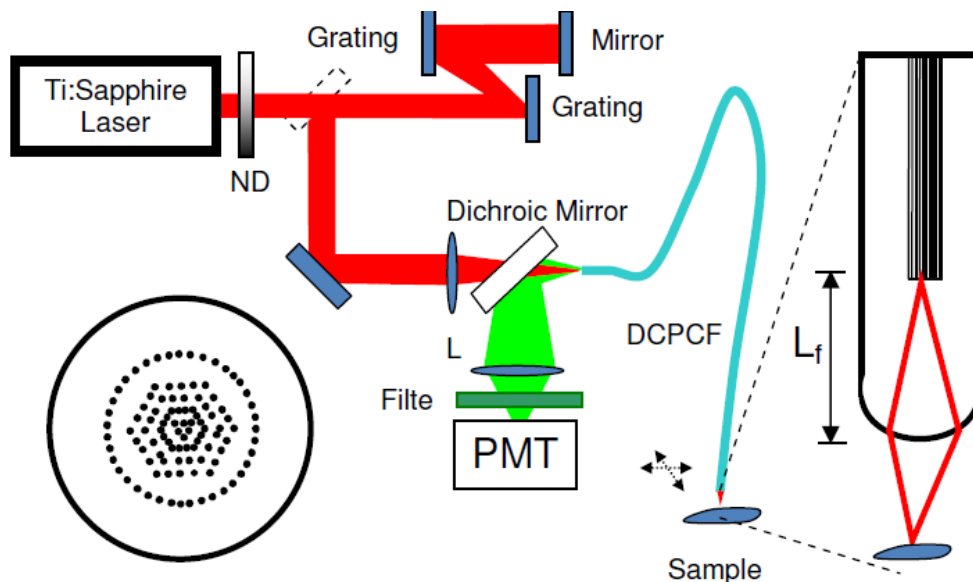 Grating
Mirror
Ti:Sapphire
Laser
Grating
ND
Dichroic Mirror
DCPCF
L
Lf
Filte
PMT
Sample